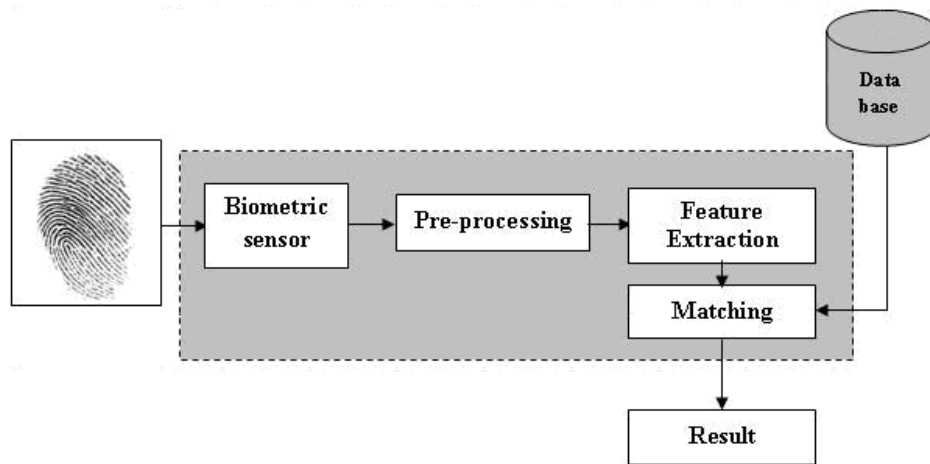 Data
base
Biometric
sensor
Pre-processing
Feature
Extraction
Matching
Result